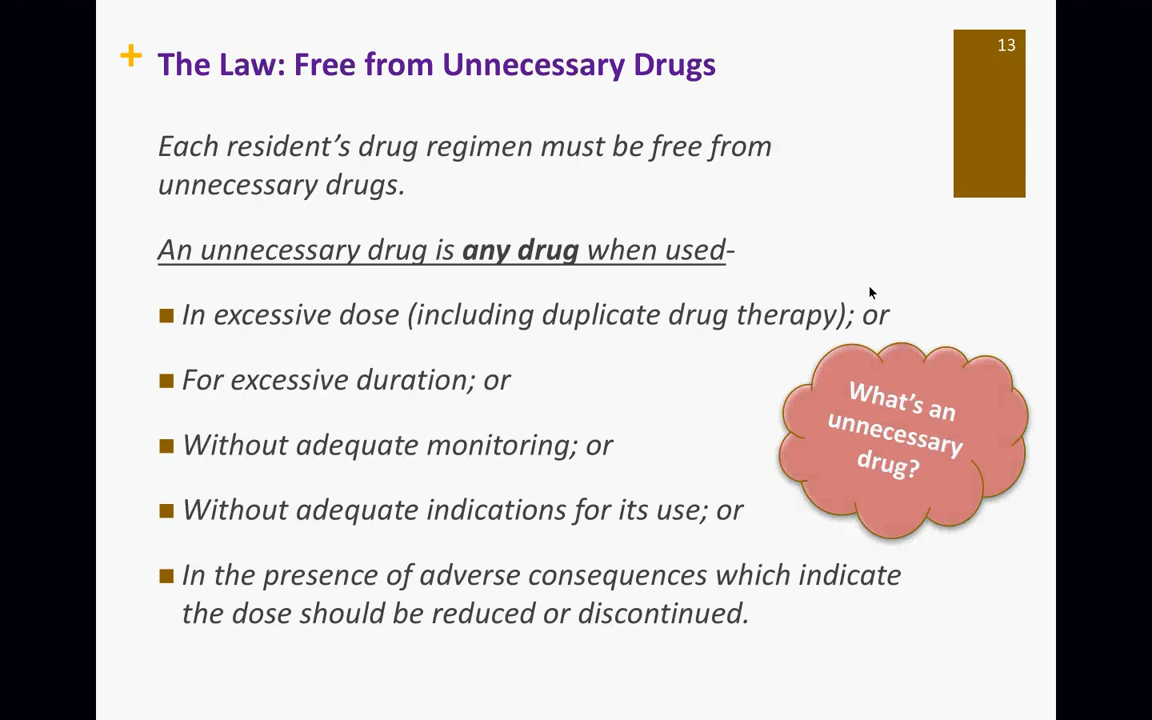 + The Law: Free from Unnecessary Drugs
13
Each resident’s drug regimen must be free from
unnecessary drugs.
An unnecessary drug is any drug when used-
■ In excessive dose (including duplicate drug therapy); or
■ For excessive duration; or
■ Without adequate monitoring; or
■ Without adequate indications for its use; or
■ In the presence of adverse consequences which indicate
the dose should be reduced or discontinued.
What’s an
unnecessary
drug?